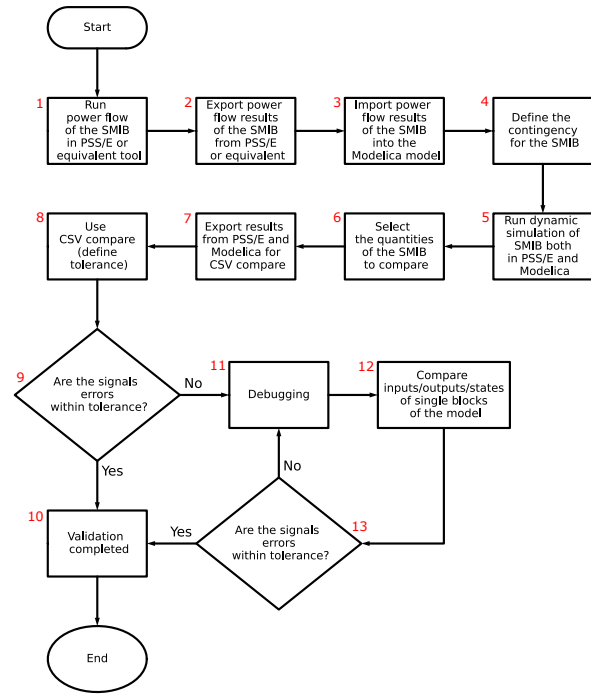 Start
1
Run
power flow
of the SMIB
in PSS/E or
equivalent tool
2
Export power
flow results
of the SMIB
from PSS/E
or equivalent
3
Import power
flow results
of the SMIB
into the
Modelica model
4
Define the
contingency
for the SMIB
5
Run dynamic
simulation of
SMIB both
in PSS/E and
Modelica
6
Select
the quantities
of the SMIB
to compare
7
Export results
from PSS/E and
Modelica for
CSV compare
8
Use
CSV compare
(define
tolerance)
9
Are the signals
errors
within tolerance?
No
Yes
10
Validation
completed
11
Debugging
12
Compare
inputs/outputs/states
of single blocks
of the model
13
Are the signals
errors
within tolerance?
No
Yes
End